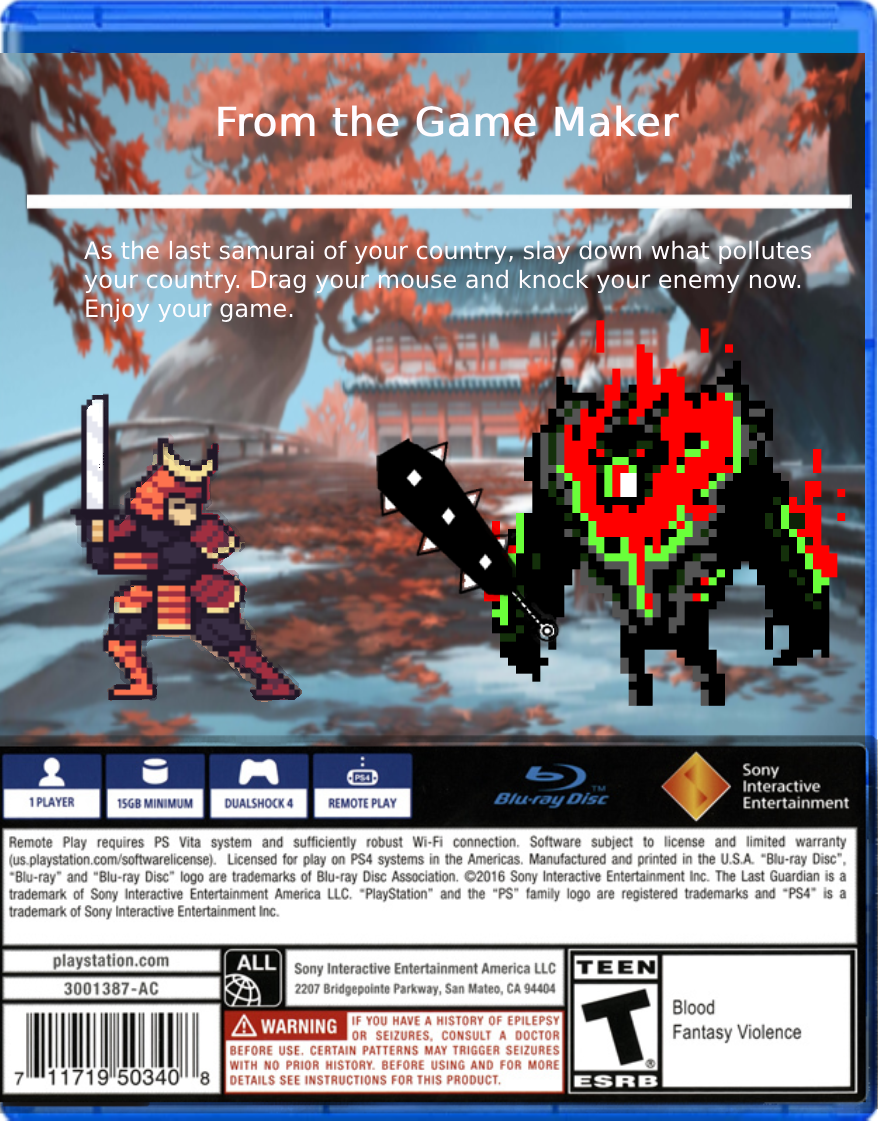 From the Game Maker
As the last samurai of your country, slay down what pollutes
your country. Drag your mouse and knock your enemy now.
Enjoy your game.
1 PLAYER
15GB MINIMUM
DUALSHOCK 4
PS4
REMOTE PLAY
Blu-ray Disc™
Sony
Interactive
Entertainment
Remote Play requires PS Vita system and sufficiently robust Wi-Fi connection. Software subject to license and limited warranty
(us.playstation.com/softwarelicense). Licensed for play on PS4 systems in the Americas. Manufactured and printed in the U.S.A. “Blu-ray Disc”,
“Blu-ray” and “Blu-ray Disc” logo are trademarks of Blu-ray Disc Association. ©2016 Sony Interactive Entertainment Inc. The Last Guardian is a
trademark of Sony Interactive Entertainment America LLC. “PlayStation” and the “PS” family logo are registered trademarks and “PS4” is a
trademark of Sony Interactive Entertainment Inc.
playstation.com
3001387-AC
7 11719 50340 8
ALL
Sony Interactive Entertainment America LLC
2207 Bridgepointe Parkway, San Mateo, CA 94404
WARNING IF YOU HAVE A HISTORY OF EPILEPSY
OR SEIZURES, CONSULT A DOCTOR
BEFORE USE. CERTAIN PATTERNS MAY TRIGGER SEIZURES
WITH NO PRIOR HISTORY. BEFORE USING AND FOR MORE
DETAILS SEE INSTRUCTIONS FOR THIS PRODUCT.
TEEN
T
®
ESRB
Blood
Fantasy Violence